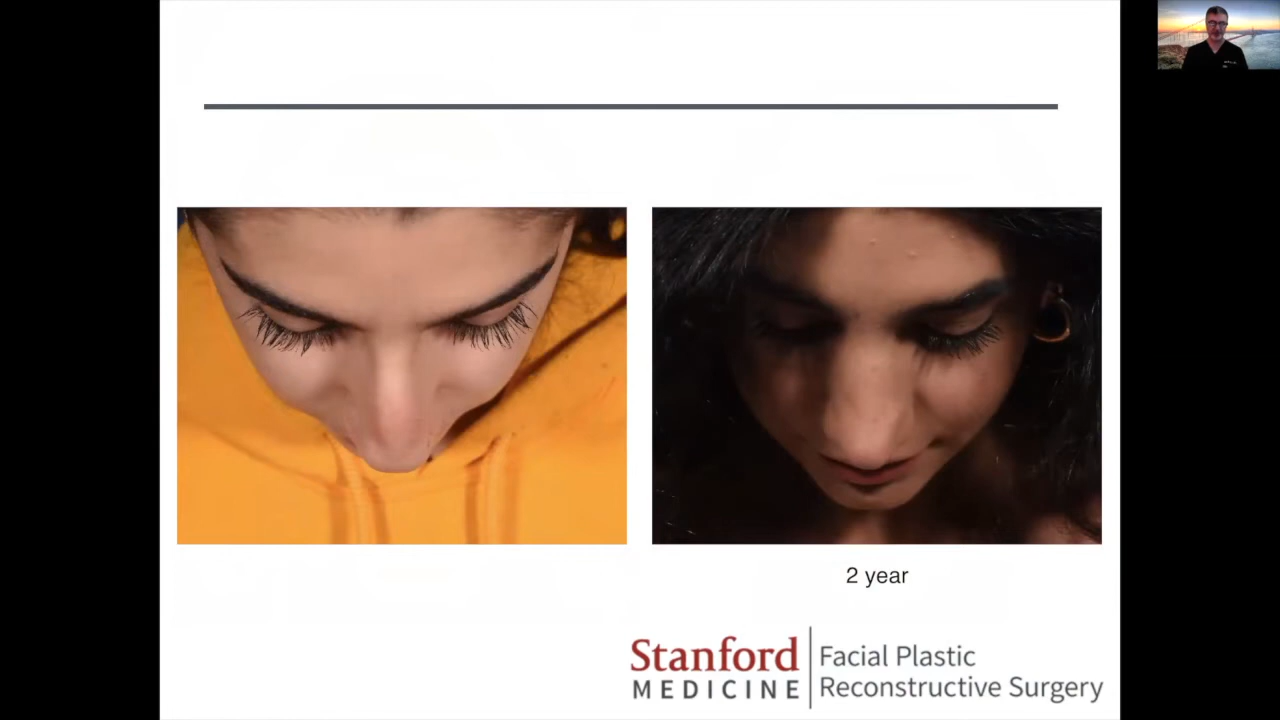 2 year
Stanford
MEDICINE
Facial Plastic
Reconstructive Surgery